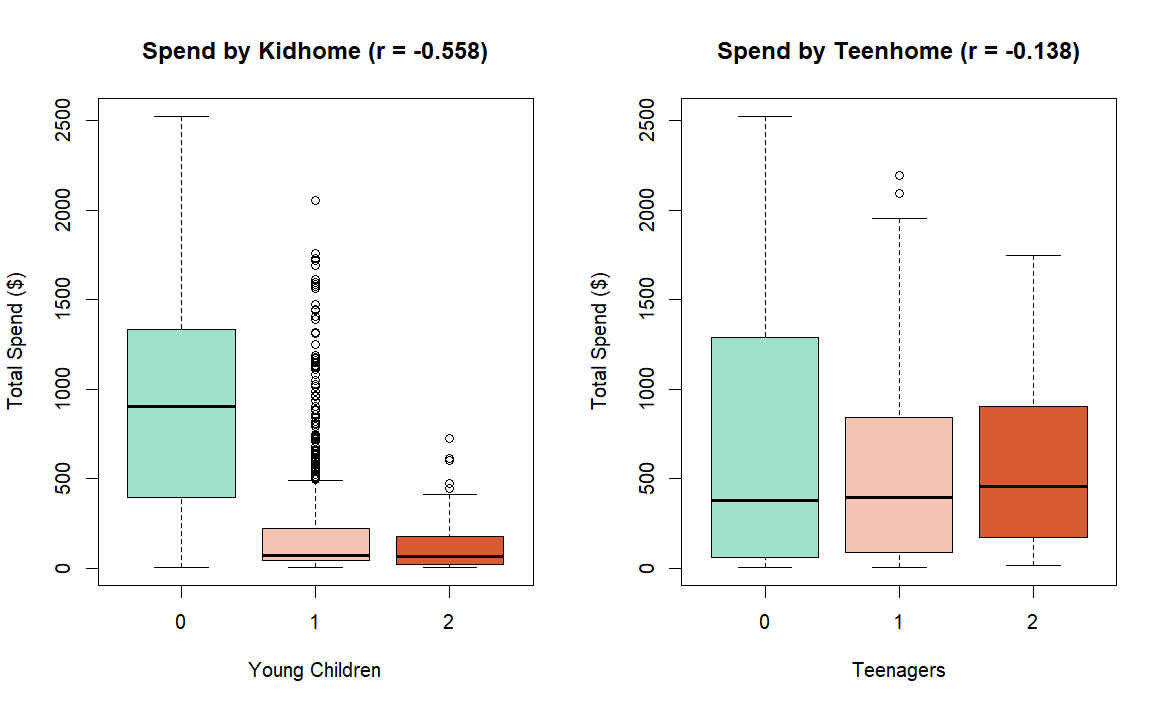 Spend by Kidhome (r = -0.558)
Total Spend ($)
2500
2000
1500
1000
500
0
0 1 2
Young Children
Spend by Teenhome (r = -0.138)
Total Spend ($)
2500
2000
1500
1000
500
0
0 1 2
Teenagers